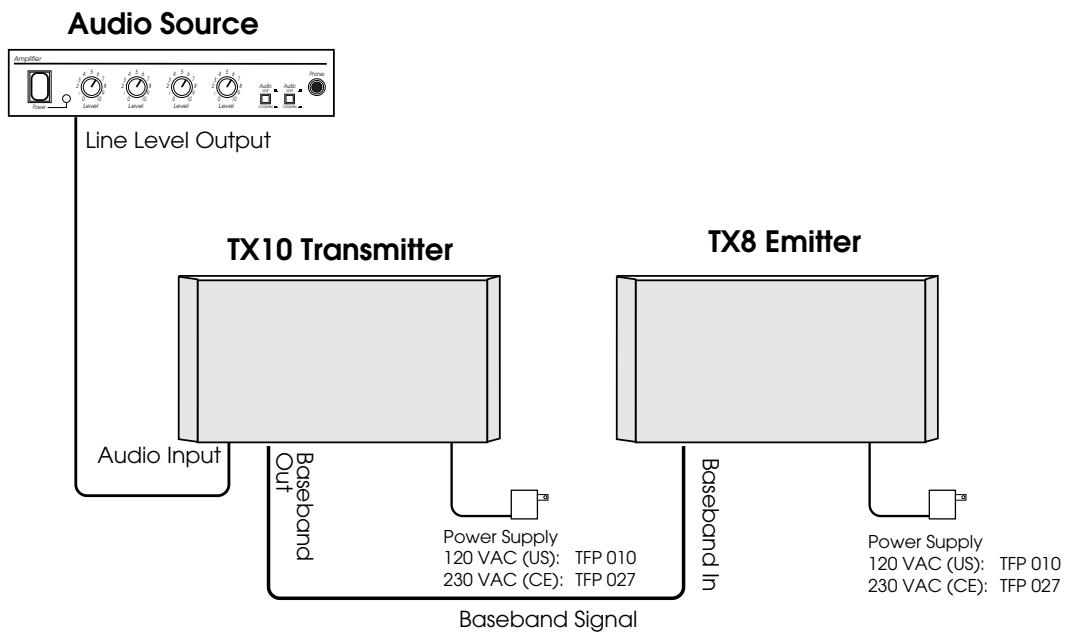 Audio Source
Amplifier
Power
Level
Level
Level
Level
Audio
Audio
Phones
Line Level Output
TX10 Transmitter
TX8 Emitter
Audio Input
Baseband
Out
Baseband In
Power Supply
120 VAC (US): TFP 010
230 VAC (CE): TFP 027
Power Supply
120 VAC (US): TFP 010
230 VAC (CE): TFP 027
Baseband Signal